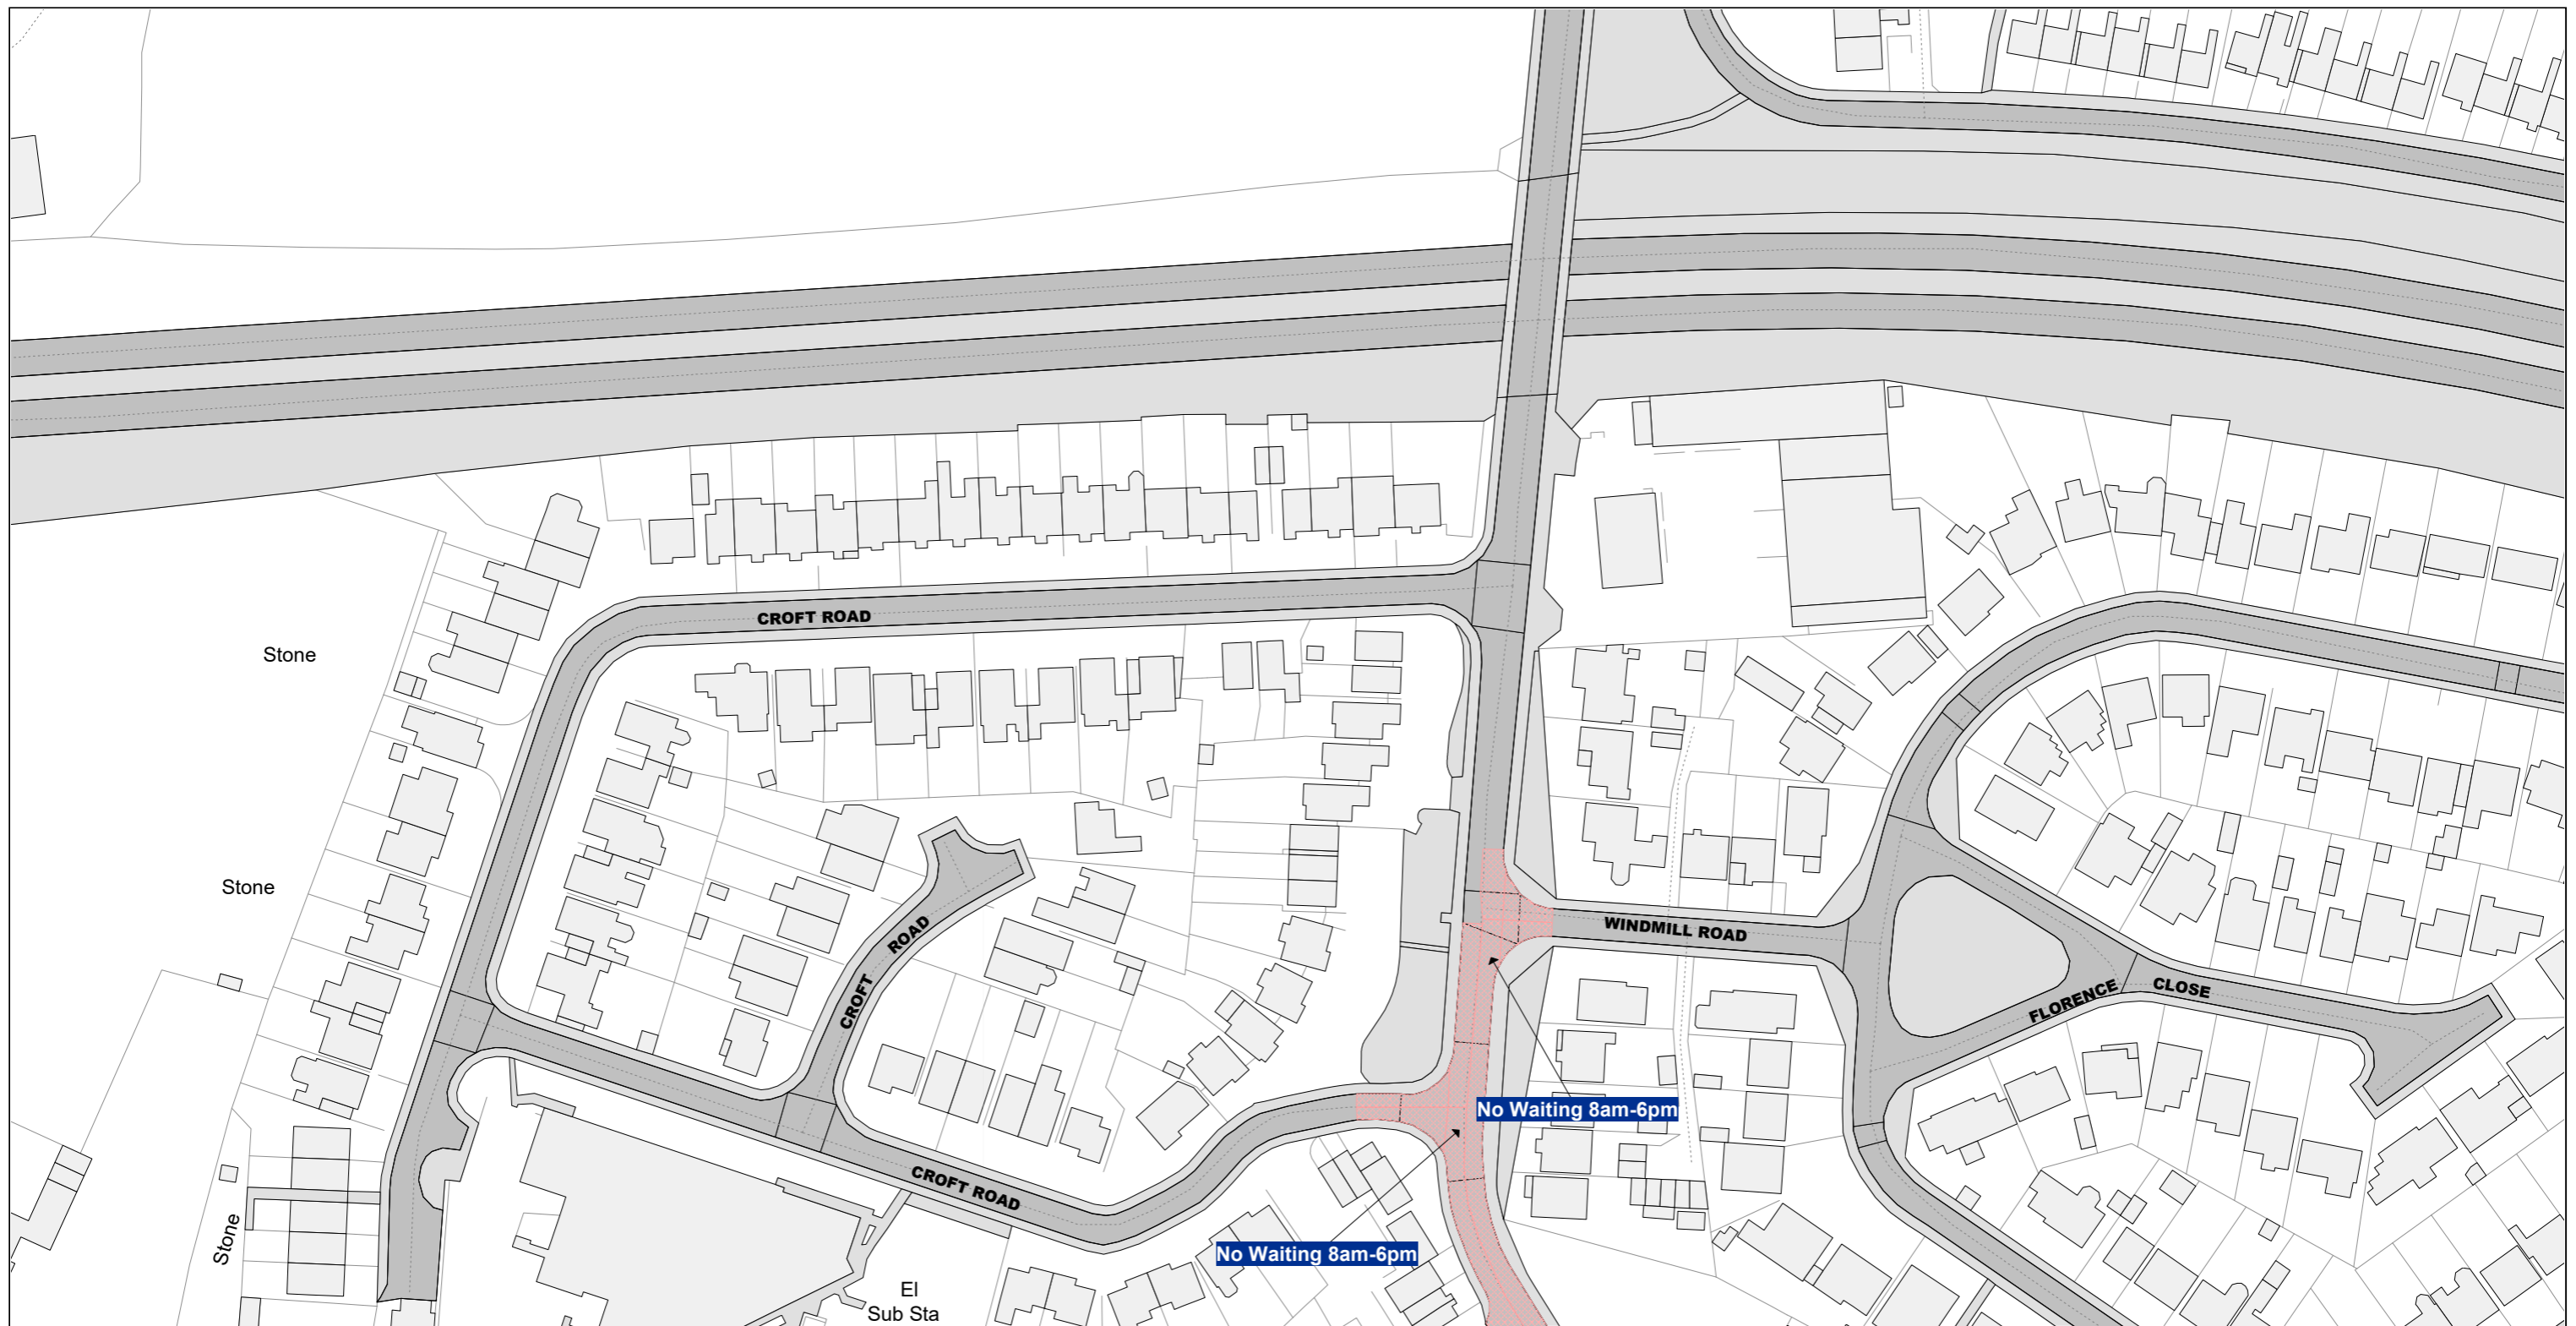 CROFT ROAD
Stone
Stone
CROFT ROAD
WINDMILL ROAD
FLORENCE CLOSE
No Waiting 8am-6pm
CROFT ROAD
Stone
No Waiting 8am-6pm
El
Sub Sta